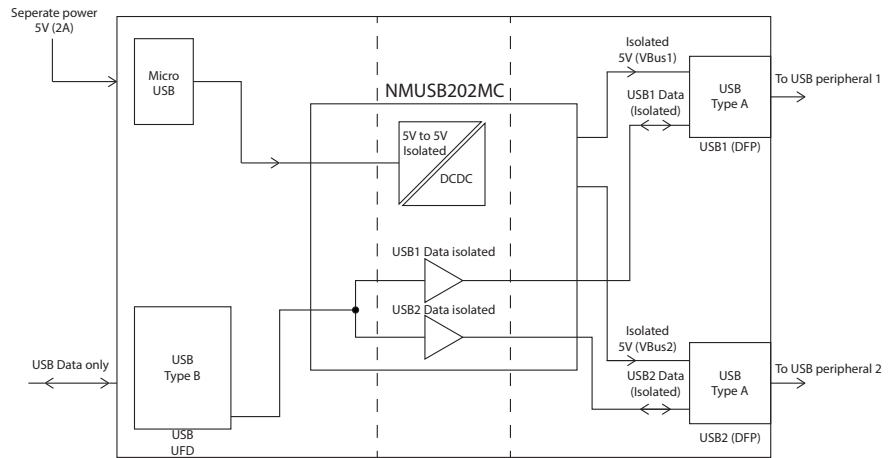 Seperate power
5V (2A)
Micro
USB
NMUSB202MC
5V to 5V
Isolated
DCDC
Isolated
5V (VBus1)
USB1 Data
(Isolated)
USB
Type A
USB1 (DFP)
To USB peripheral 1
USB1 Data isolated
USB2 Data isolated
USB Data only
USB
Type B
USB
UFD
Isolated
5V (VBus2)
USB2 Data
(Isolated)
USB
Type A
USB2 (DFP)
To USB peripheral 2